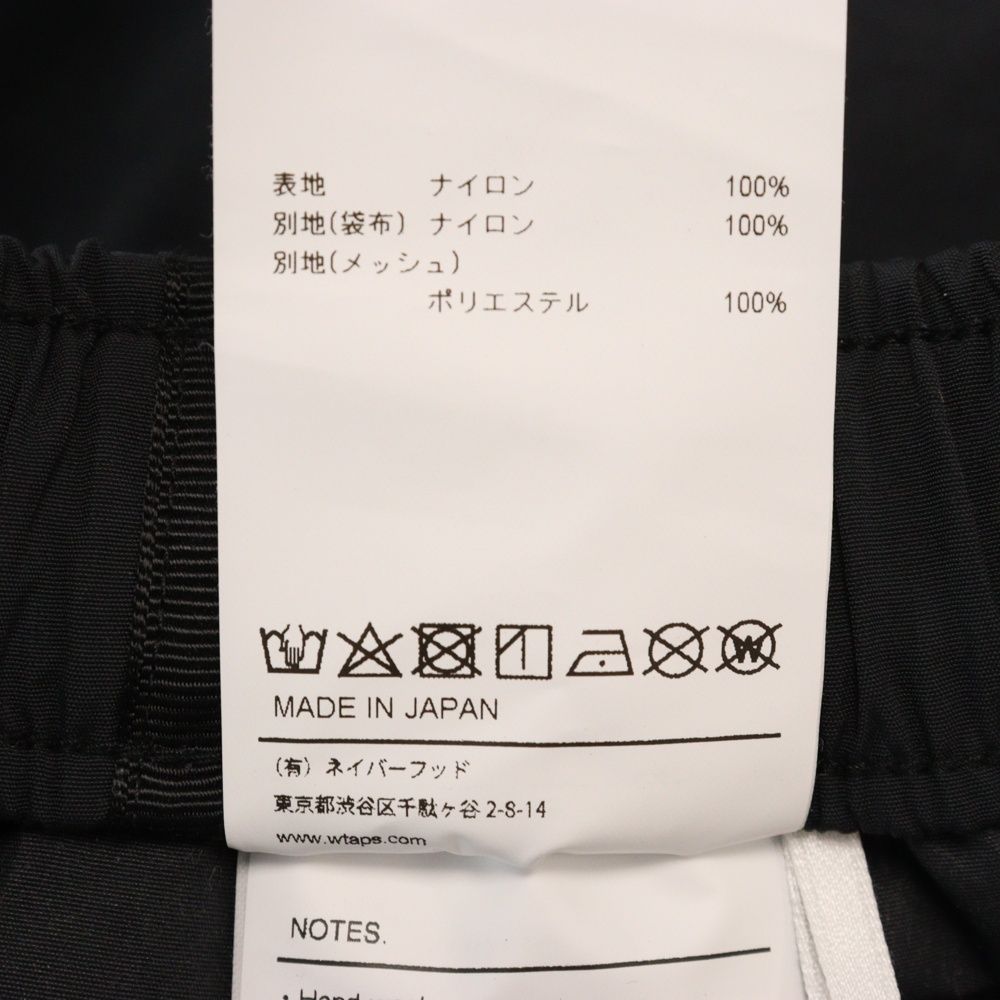 表地 ナイロン 100%
別地(袋布) ナイロン 100%
別地(メッシュ)
ポリエステル 100%
MADE IN JAPAN
(有) ネイバーフッド
東京都渋谷区千駄ヶ谷 2-8-14
www.wtaps.com
NOTES.